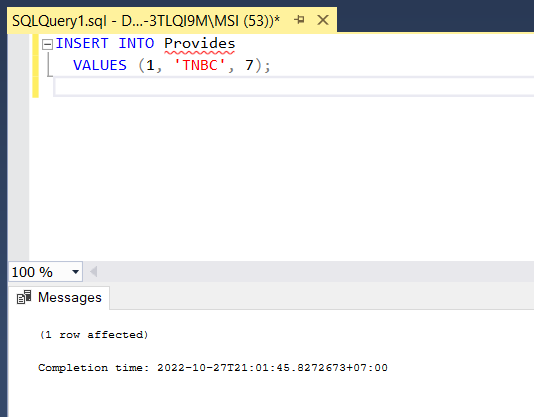 SQLQuery1.sql - D...-3TLQI9M\MSI (53))*
INSERT INTO Provides
VALUES (1, 'TNBC', 7);
100 %
Messages
(1 row affected)
Completion time: 2022-10-27T21:01:45.8272673+07:00